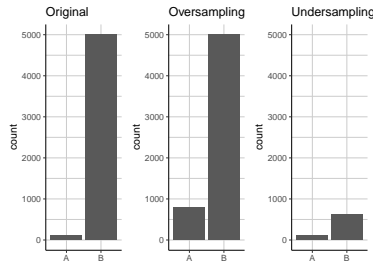 Original
count
5000
4000
3000
2000
1000
0
A B
Oversampling
count
5000
4000
3000
2000
1000
0
A B
Undersampling
count
5000
4000
3000
2000
1000
0
A B